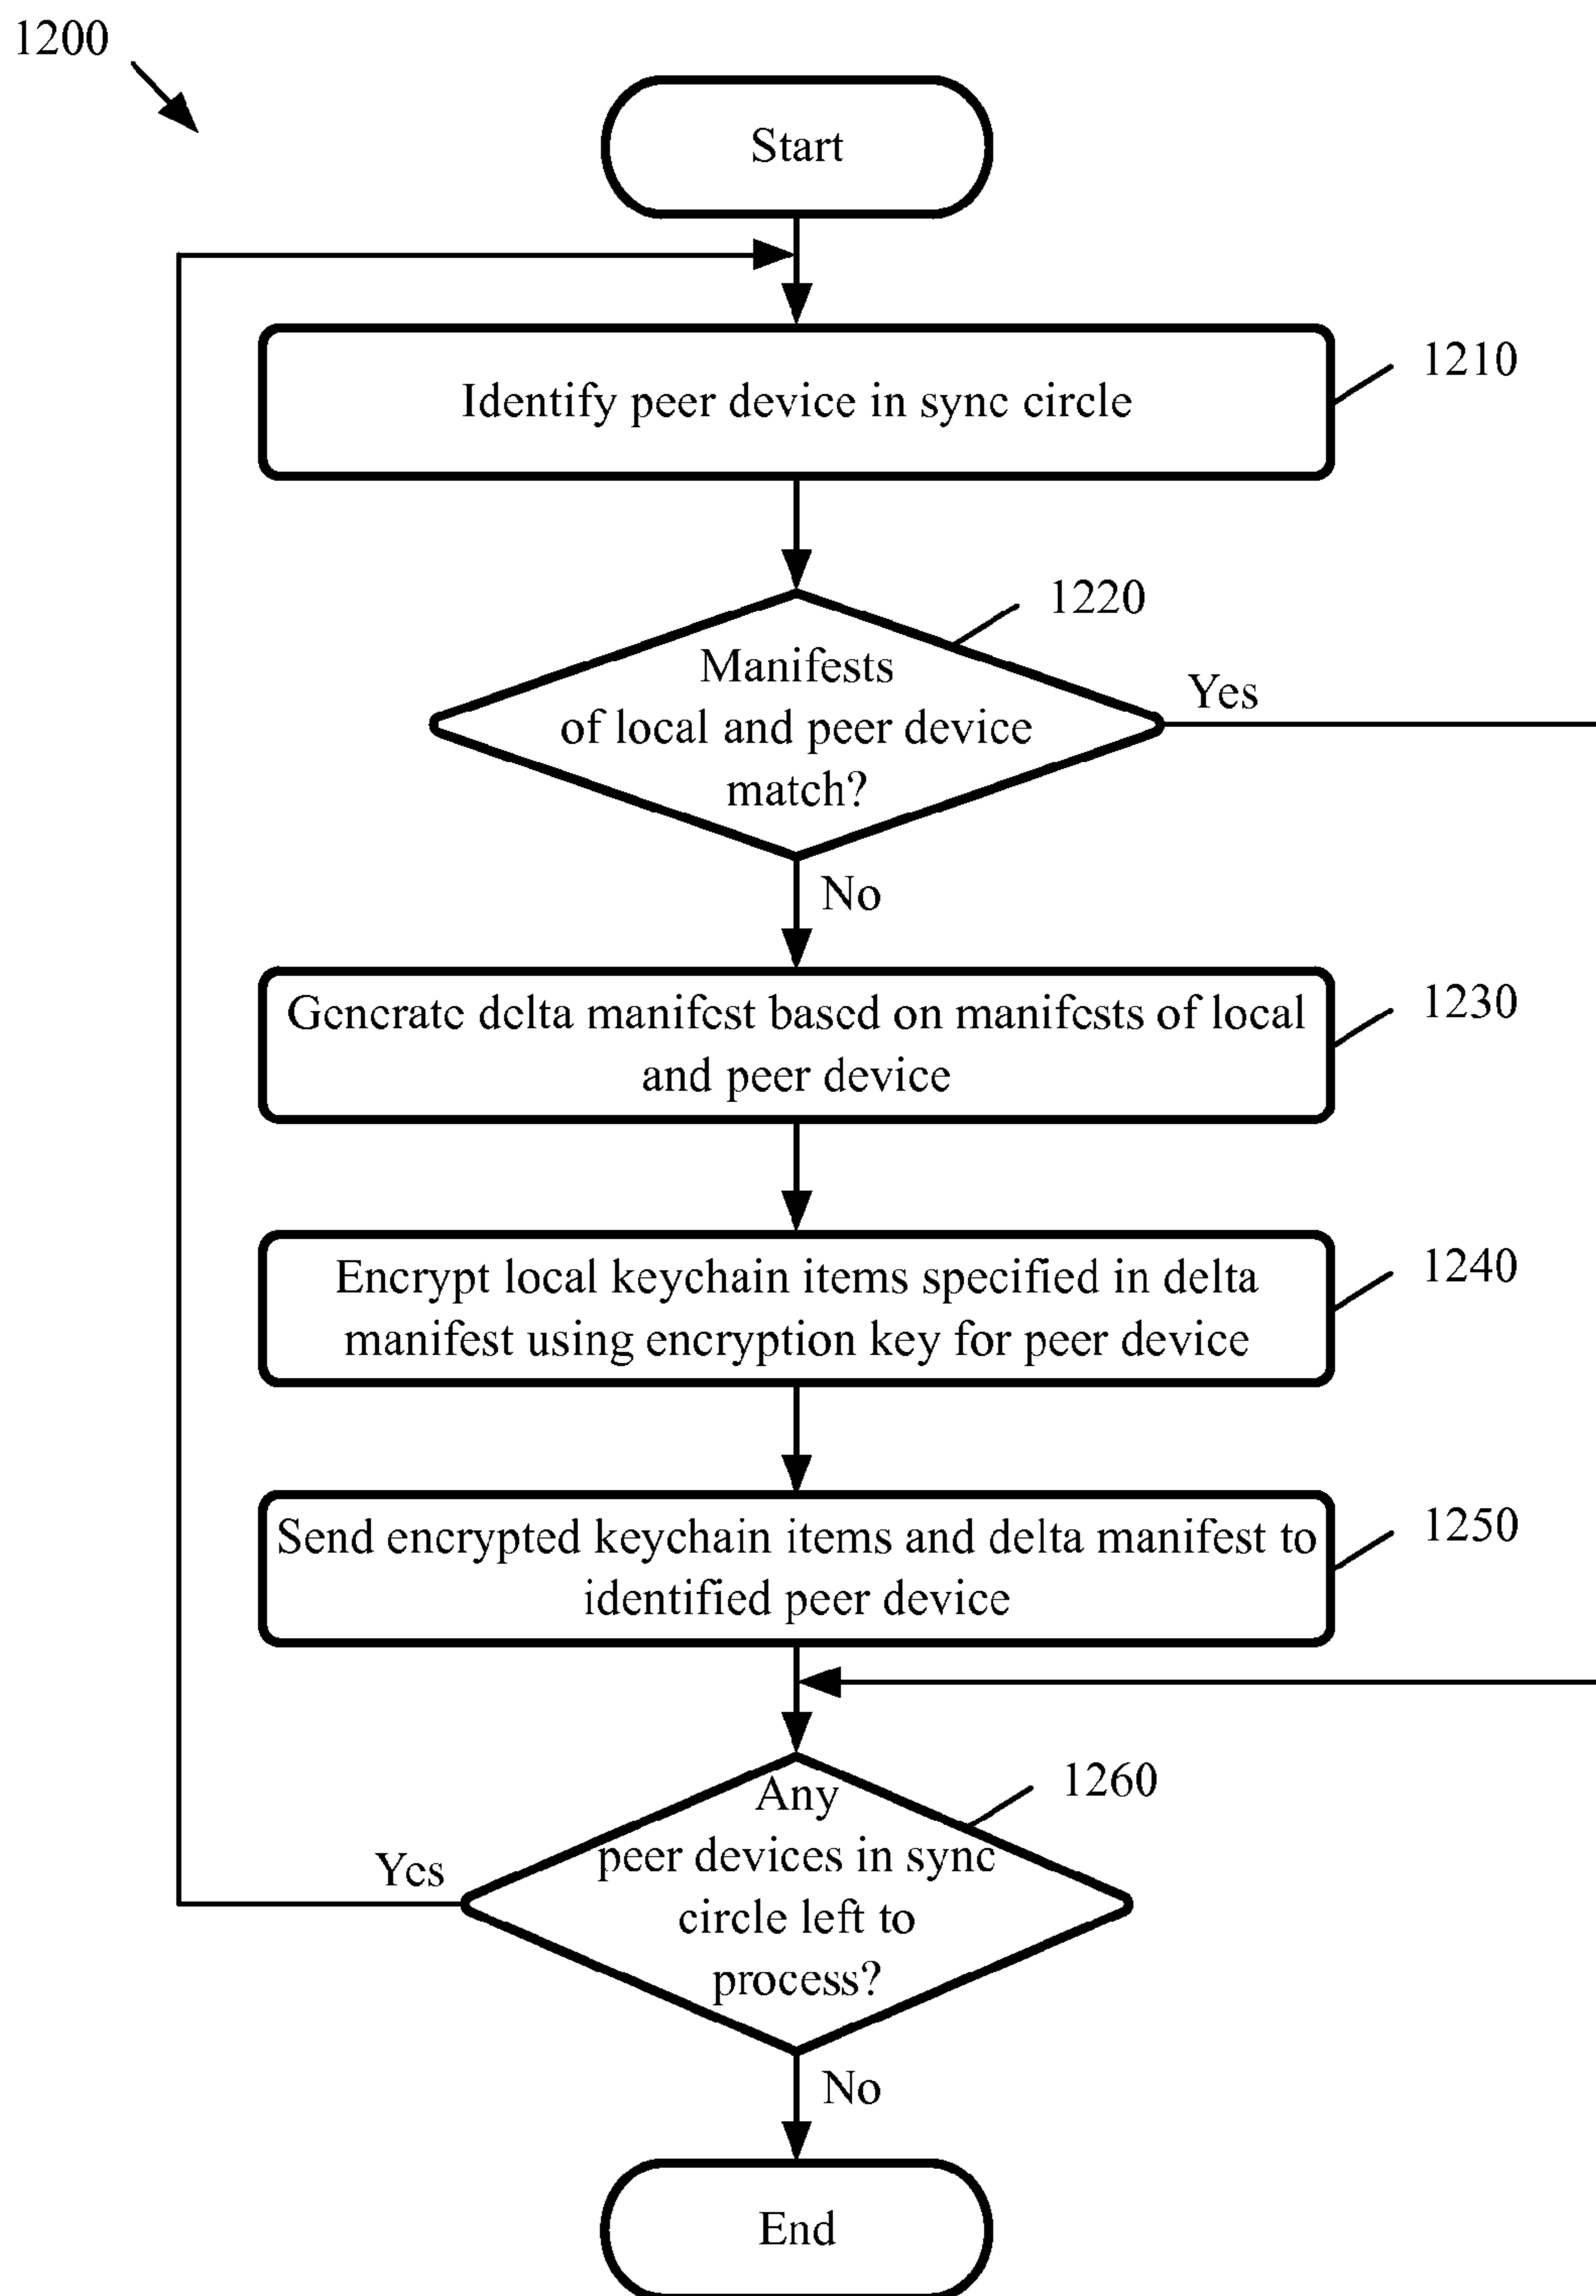 1200
Start
Identify peer device in sync circle
1210
1220
Manifests
of local and peer device
match?
Yes
No
Generate delta manifest based on manifests of local
and peer device
1230
Encrypt local keychain items specified in delta
manifest using encryption key for peer device
1240
Send encrypted keychain items and delta manifest to
identified peer device
1250
1260
Any
peer devices in sync
circle left to
process?
Yes
No
End